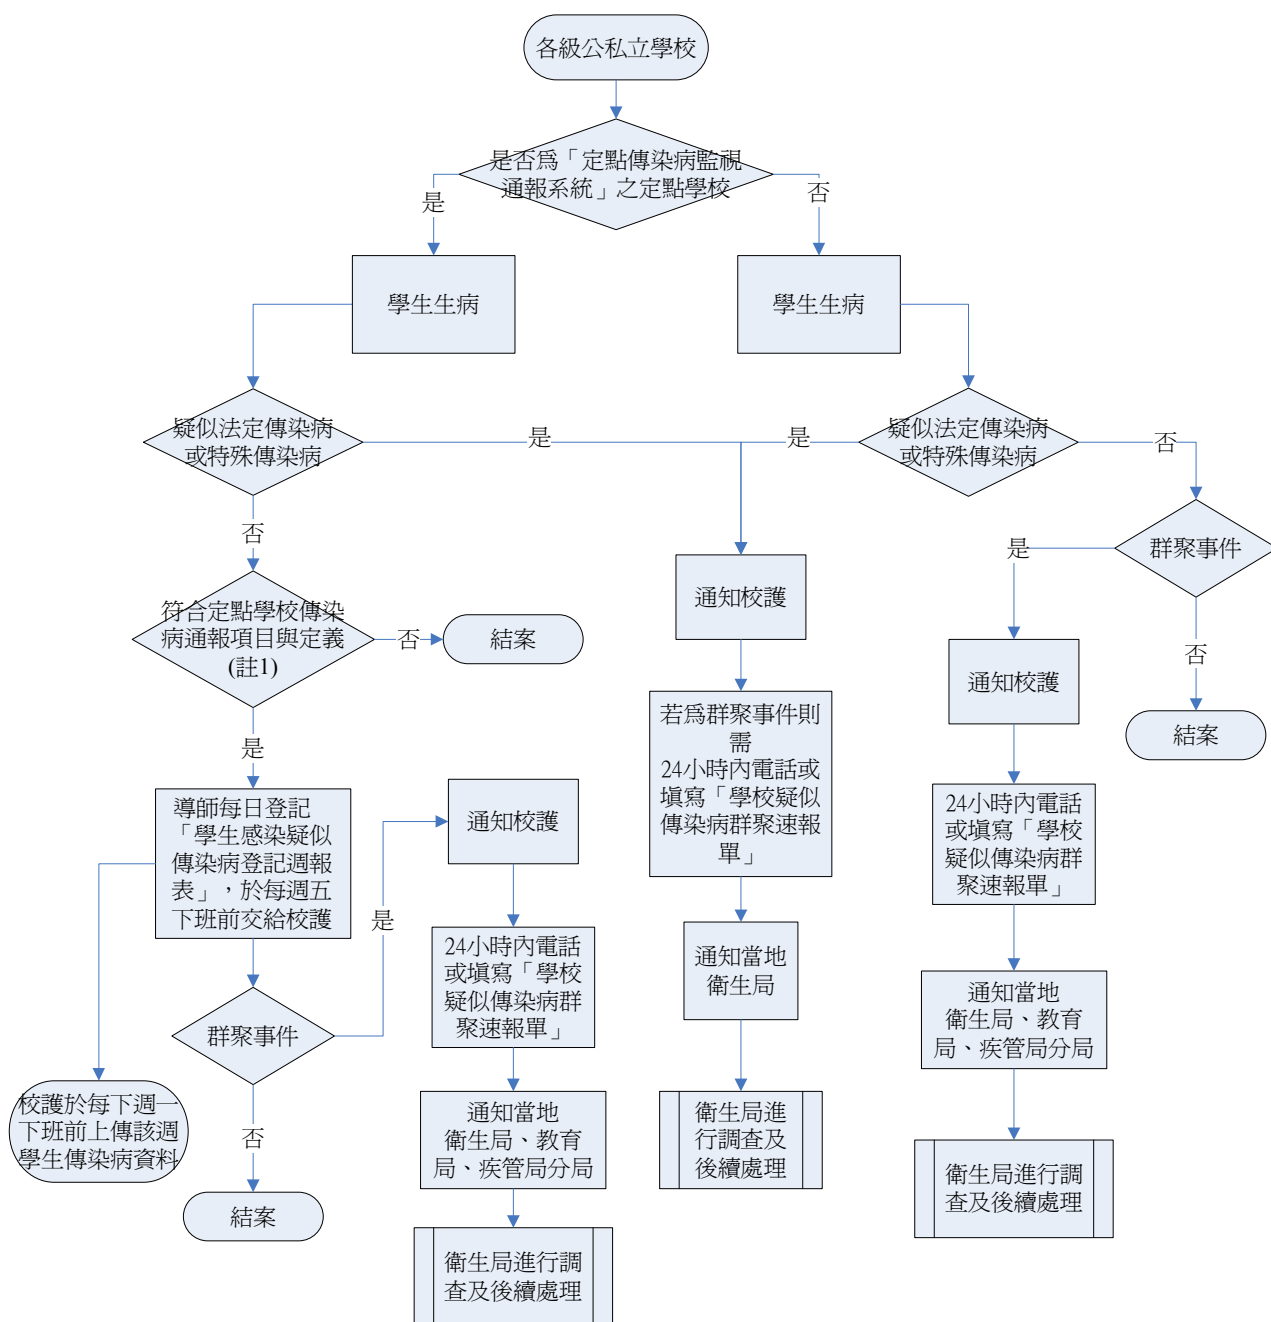 各級公私立學校
是否為「定點傳染病監視
通報系統」之定點學校
是
否
學生生病
學生生病
疑似法定傳染病
或特殊傳染病
是
是
疑似法定傳染病
或特殊傳染病
否
否
是
群聚事件
符合定點學校傳染
病通報項目與定義
(註1)
否
結案
通知校護
通知校護
否
結案
是
若為群聚事件則
需
24小時內電話或
填寫「學校疑似
傳染病群聚速報
單」
導師每日登記
「學生感染疑似
傳染病登記週報
表」，於每週五
下班前交給校護
通知校護
24小時內電話
或填寫「學校
疑似傳染病群
聚速報單」
是
24小時內電話
或填寫「學校
疑似傳染病群
聚速報單」
通知當地
衛生局
通知當地
衛生局、教育
局、疾管局分局
群聚事件
校護於每下週一
下班前上傳該週
學生傳染病資料
否
結案
通知當地
衛生局、教育
局、疾管局分局
衛生局進
行調查及
後續處理
衛生局進行調
查及後續處理
衛生局進行調
查及後續處理